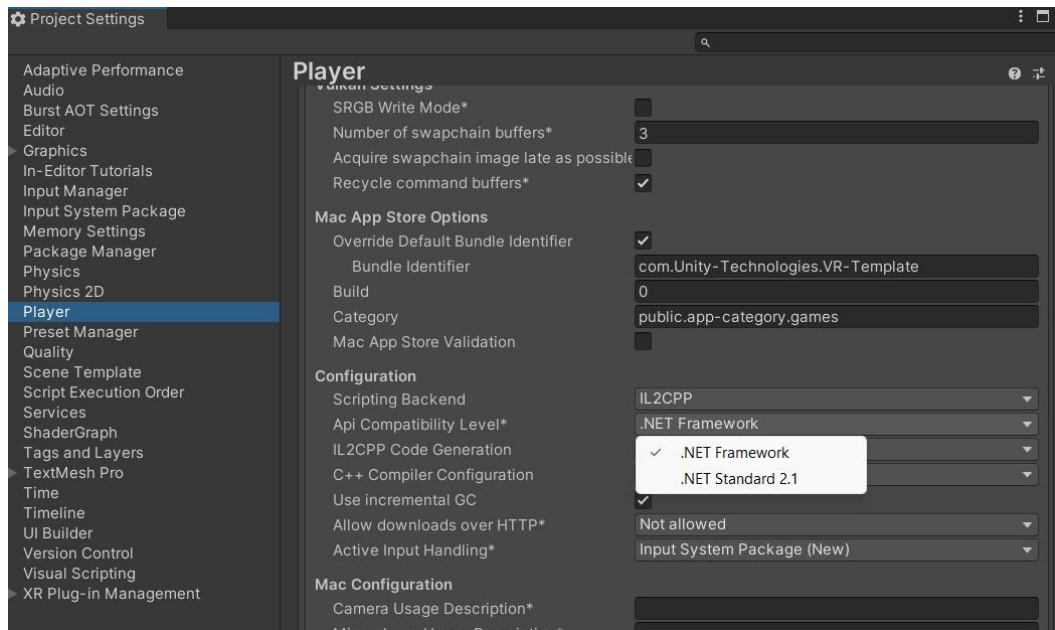 Project Settings
Adaptive Performance
Audio
Burst AOT Settings
Editor
Graphics
In-Editor Tutorials
Input Manager
Input System Package
Memory Settings
Package Manager
Physics
Physics 2D
Player
Preset Manager
Quality
Scene Template
Script Execution Order
Services
ShaderGraph
Tags and Layers
TextMesh Pro
Time
Timeline
UI Builder
Version Control
Visual Scripting
XR Plug-in Management
Player
Vulkan Settings
SRGB Write Mode*
Number of swapchain buffers* 3
Acquire swapchain image late as possible
Recycle command buffers*
Mac App Store Options
Override Default Bundle Identifier
Bundle Identifier com.Unity-Technologies.VR-Template
Build 0
Category public.app-category.games
Mac App Store Validation
Configuration
Scripting Backend IL2CPP
Api Compatibility Level* .NET Framework
IL2CPP Code Generation .NET Framework
C++ Compiler Configuration .NET Standard 2.1
Use incremental GC
Allow downloads over HTTP* Not allowed
Active Input Handling* Input System Package (New)
Mac Configuration
Camera Usage Description*